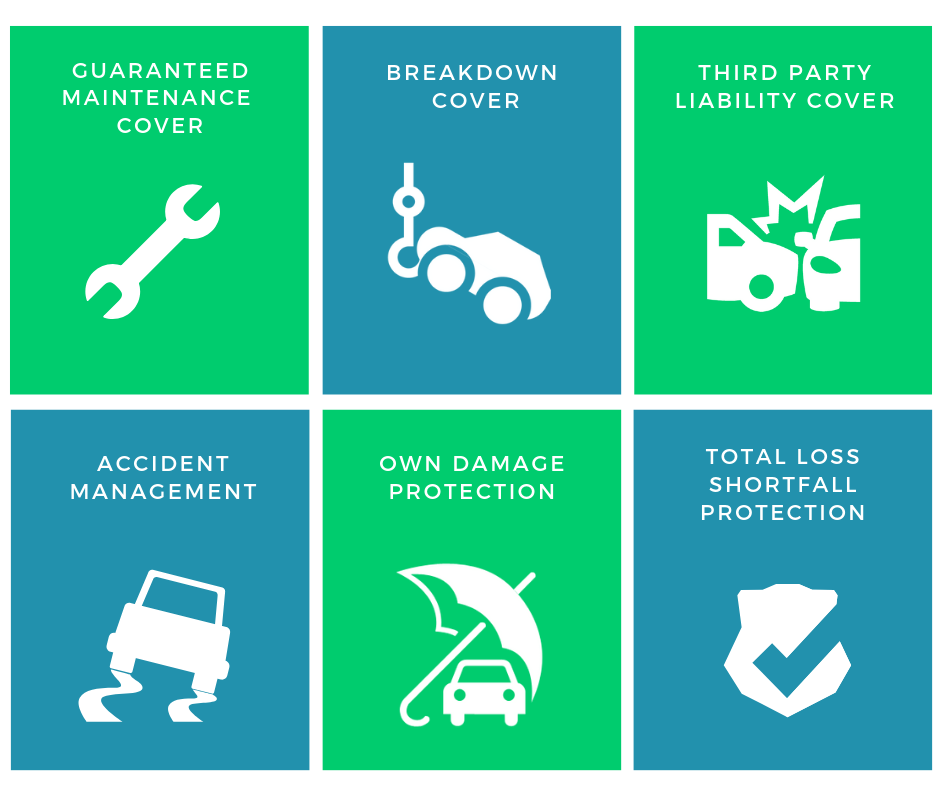 GUARANTEED
MAINTENANCE
COVER
BREAKDOWN
COVER
THIRD PARTY
LIABILITY COVER
ACCIDENT
MANAGEMENT
OWN DAMAGE
PROTECTION
TOTAL LOSS
SHORTFALL
PROTECTION